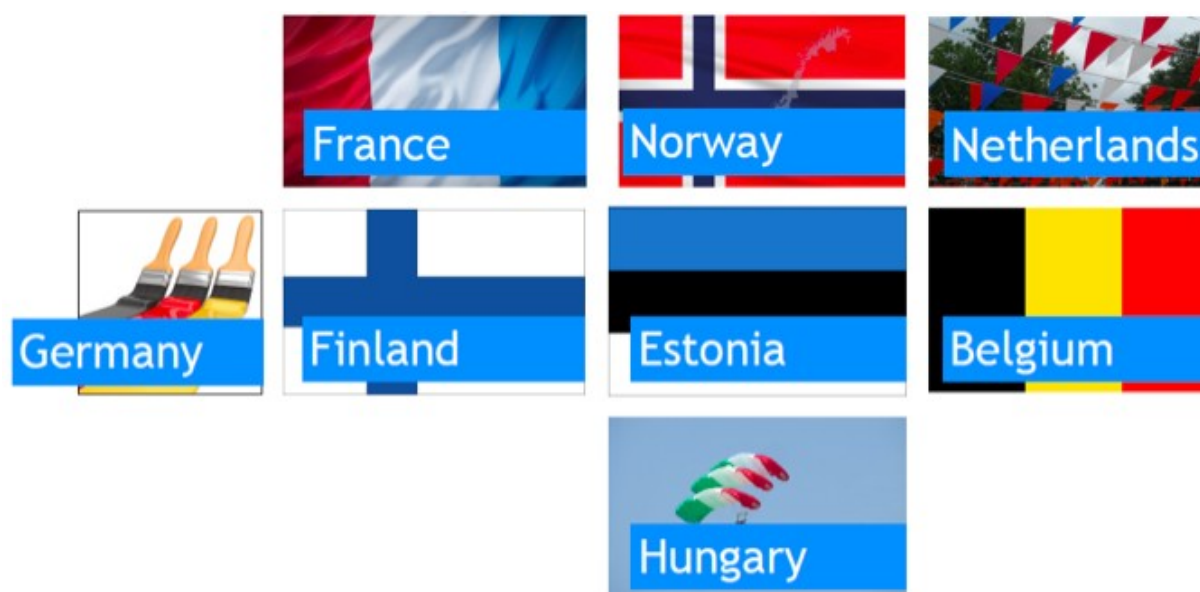 France
Norway
Netherlands
Germany
Finland
Estonia
Belgium
Hungary